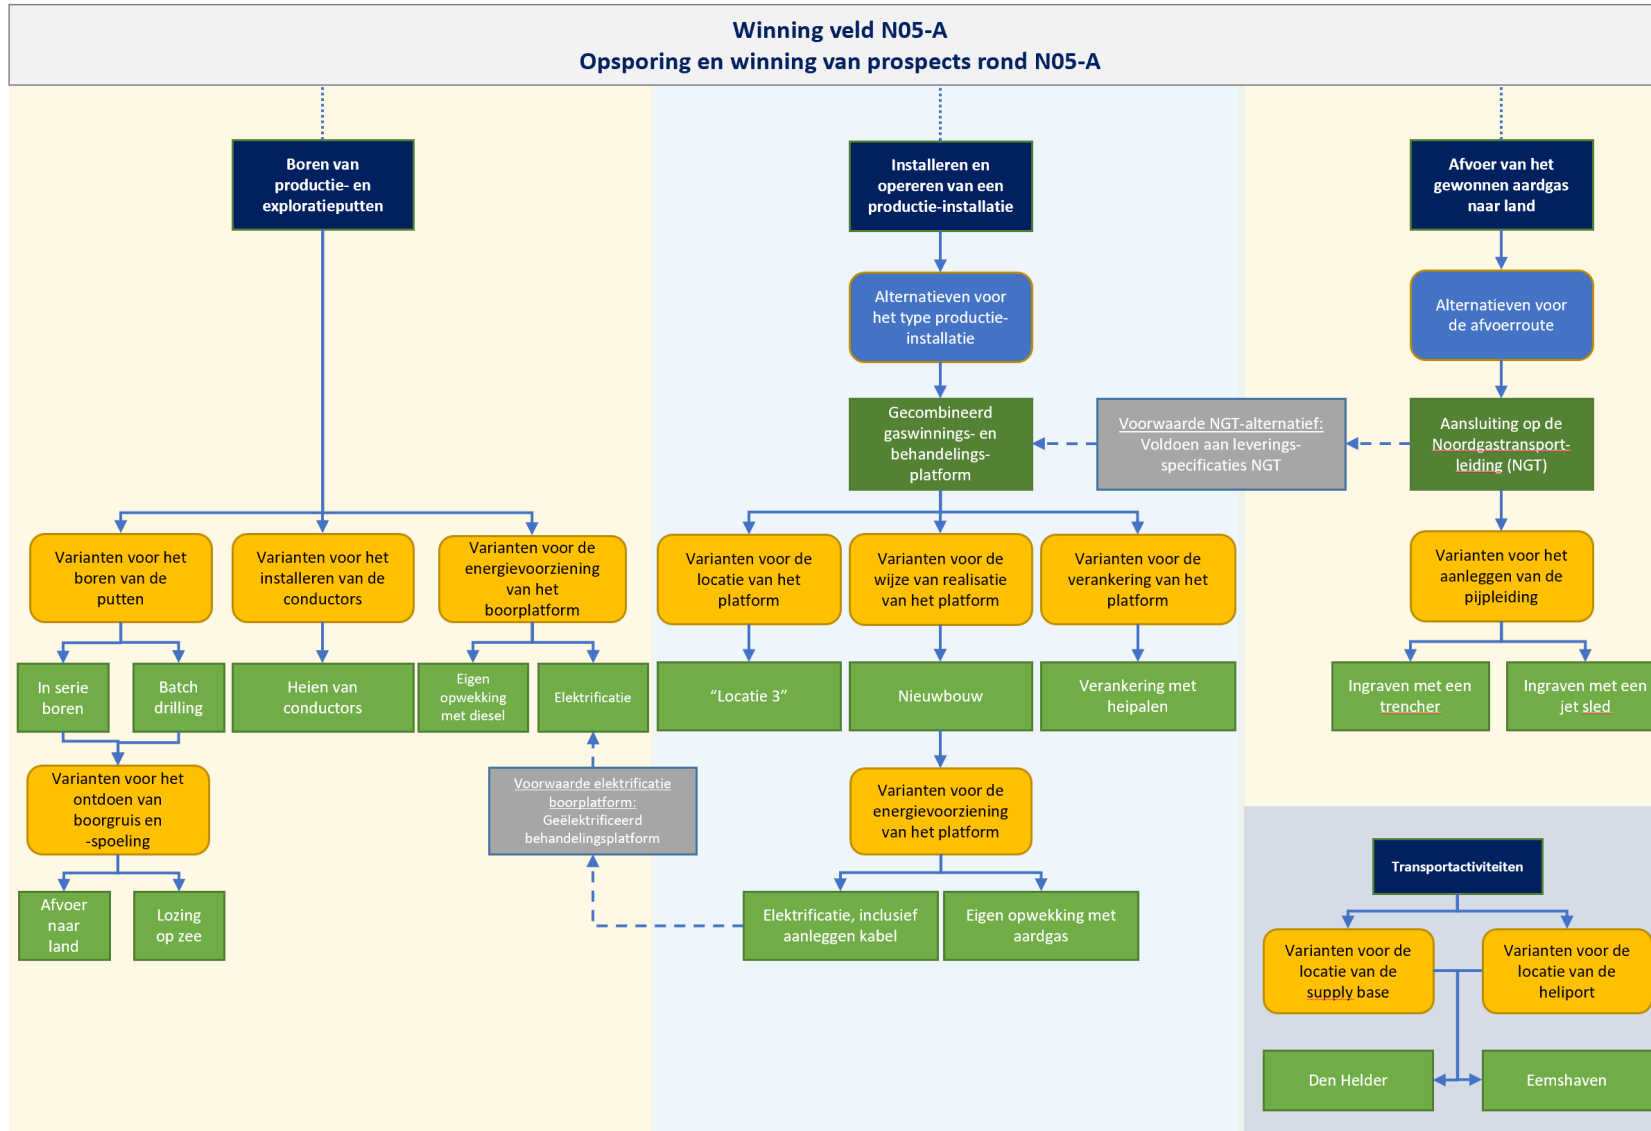 Winning veld N05-A
Opsporing en winning van prospects rond N05-A
Boren van
productie- en
exploratieputten
Installeren en
opereren van een
productie-installatie
Afvoer van het
gewonnen aardgas
naar land
Alternatieven voor
het type productie-
installatie
Alternatieven voor
de afvoerroute
Gecombineerd
gaswinnings- en
behandelings-
platform
Voorwaarde NGT-alternatief:
Voldoen aan leverings-
specificaties NGT
Aansluiting op de
Noordgastransport-
leiding (NGT)
Varianten voor het
boren van de
putten
Varianten voor het
installeren van de
conductors
Varianten voor de
energievoorziening
van het
boorplatform
Varianten voor de
locatie van het
platform
Varianten voor de
wijze van realisatie
van het platform
Varianten voor de
verankering van het
platform
Varianten voor het
aanleggen van de
pijpleiding
In serie
boren
Batch
drilling
Heien van
conductors
Eigen
opwekking
met diesel
Elektrificatie
“Locatie 3”
Nieuwbouw
Verankering met
heipalen
Ingraven met een
trencher
Ingraven met een
jet sled
Varianten voor het
ontdoen van
boorgruis en
-spoeling
Voorwaarde elektrificatie
boorplatform:
Geëlektrificeerd
behandelingsplatform
Varianten voor de
energievoorziening
van het platform
Afvoer
naar
land
Lozing
op zee
Elektrificatie, inclusief
aanleggen kabel
Eigen opwekking met
aardgas
Transportactiviteiten
Varianten voor de
locatie van de
supply base
Varianten voor de
locatie van de
heliport
Den Helder
Eemshaven